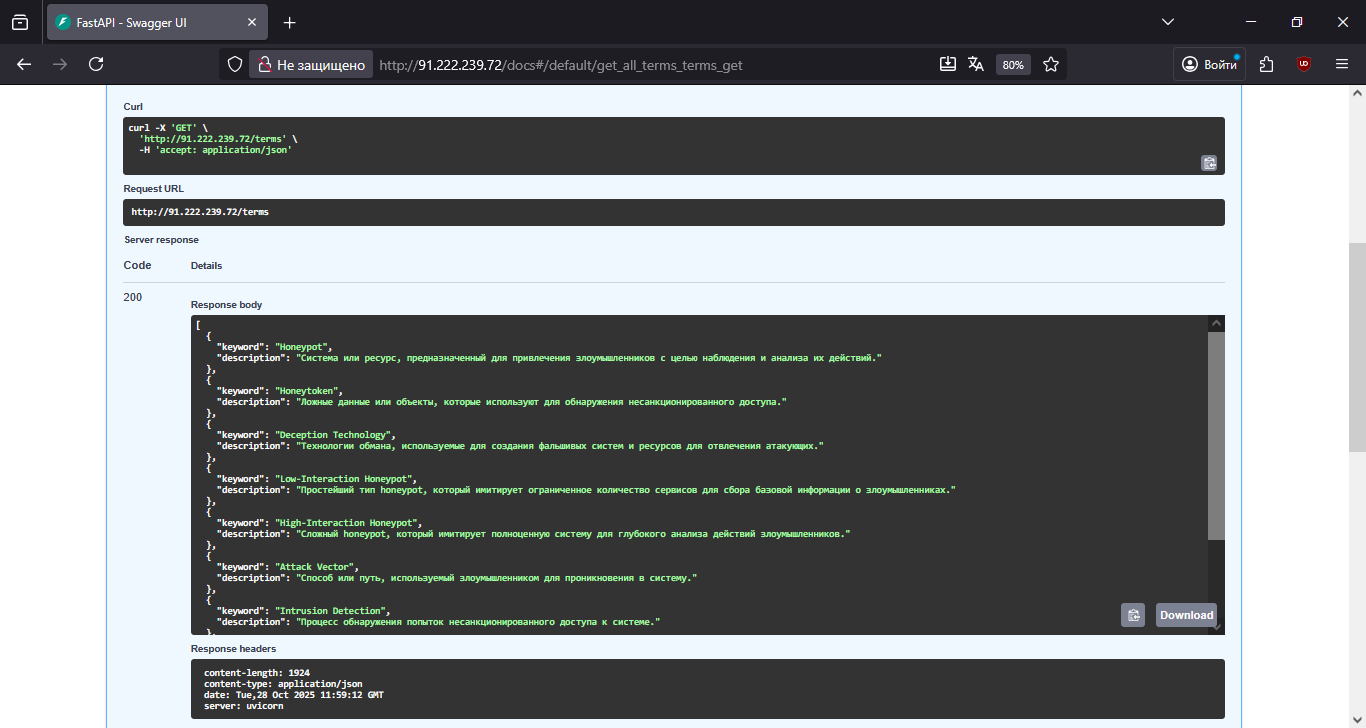 FastAPI - Swagger UI
Не защищено
http://91.222.239.72/docs#/default/get_all_terms_terms_get
80%
Войти
Curl
curl -X 'GET' \
'http://91.222.239.72/terms' \
-H 'accept: application/json'
Request URL
http://91.222.239.72/terms
Server response
Code Details
200
Response body
[
{
"keyword": "Honeypot",
"description": "Система или ресурс, предназначенный для привлечения злоумышленников с целью наблюдения и анализа их действий."
},
{
"keyword": "Honeytoken",
"description": "Ложные данные или объекты, которые используют для обнаружения несанкционированного доступа."
},
{
"keyword": "Deception Technology",
"description": "Технологии обмана, используемые для создания фальшивых систем и ресурсов для отвлечения атакующих."
},
{
"keyword": "Low-Interaction Honeypot",
"description": "Простейший тип honeypot, который имитирует ограниченное количество сервисов для сбора базовой информации о злоумышленниках."
},
{
"keyword": "High-Interaction Honeypot",
"description": "Сложный honeypot, который имитирует полноценную систему для глубокого анализа действий злоумышленников."
},
{
"keyword": "Attack Vector",
"description": "Способ или путь, используемый злоумышленником для проникновения в систему."
},
{
"keyword": "Intrusion Detection",
"description": "Процесс обнаружения попыток несанкционированного доступа к системе."
},
Download
Response headers
content-length: 1924
content-type: application/json
date: Tue,28 Oct 2025 11:59:12 GMT
server: uvicorn